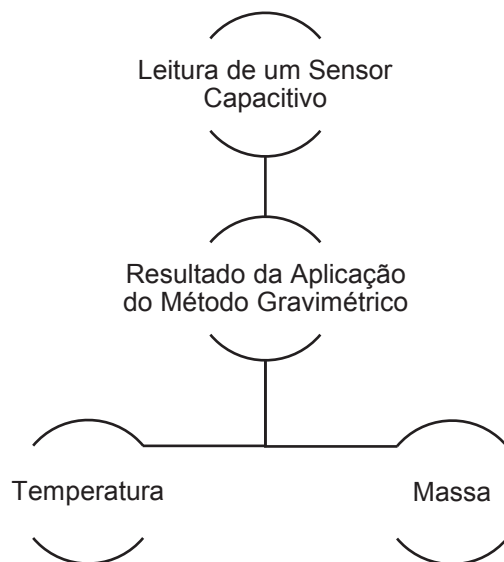 Leitura de um Sensor
Capacitivo
Resultado da Aplicação
do Método Gravimétrico
Temperatura
Massa